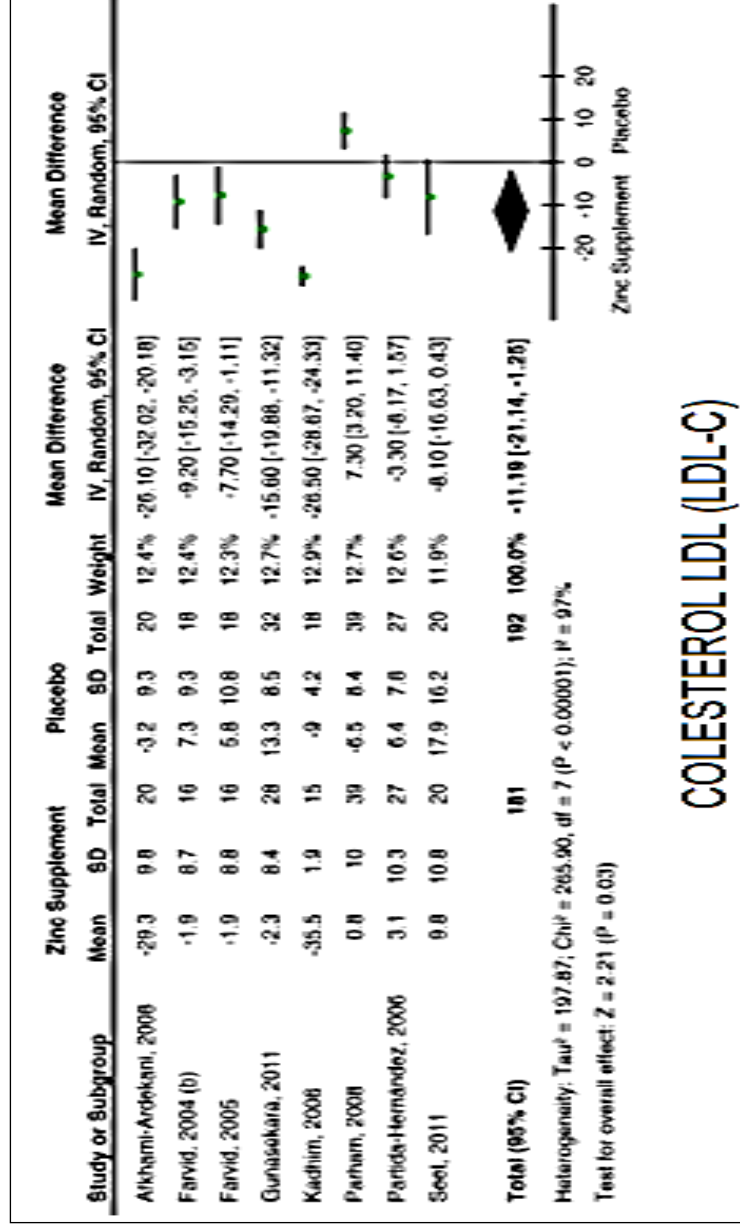 Zinc Supplement Placebo Mean Difference Mean Difference
Study or Subgroup Mean SD Total Mean SD Total Weight IV, Random, 95% CI IV, Random, 95% CI
Afkhami-Ardekani, 2008 -29.3 9.8 20 -3.2 9.3 20 12.4% -26.10 [-32.02, -20.18]
Farvid, 2004 (b) -1.9 8.7 16 7.3 9.3 18 12.4% -9.20 [-15.25, -3.15]
Farvid, 2005 -1.9 8.8 16 5.8 10.8 18 12.3% -7.70 [-14.29, -1.11]
Gunasekara, 2011 -2.3 8.4 28 13.3 8.5 32 12.7% -15.60 [-19.88, -11.32]
Kadhim, 2006 -35.5 1.9 15 -9 4.2 18 12.9% -26.50 [-28.67, -24.33]
Parham, 2008 0.8 10 39 -6.5 8.4 39 12.7% 7.30 [3.20, 11.40]
Partida-Hernández, 2006 3.1 10.3 27 6.4 7.8 27 12.6% -3.30 [-8.17, 1.57]
Seet, 2011 9.8 10.8 20 17.9 16.2 20 11.9% -8.10 [-16.63, 0.43]
Total (95% CI) 181 192 100.0% -11.19 [-21.14, -1.25]
Heterogeneity: Tau² = 197.87; Chi² = 265.90, df = 7 (P < 0.00001); I² = 97%
Test for overall effect: Z = 2.21 (P = 0.03)
-20 -10 0 10 20
Zinc Supplement Placebo
COLESTEROL LDL (LDL-C)